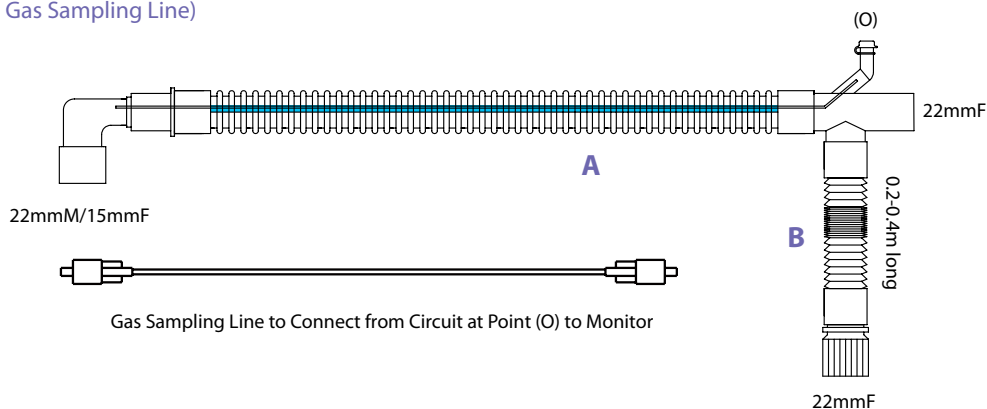 Gas Sampling Line)
(O)
22mmF
A
22mmM/15mmF
B
0.2-0.4m long
Gas Sampling Line to Connect from Circuit at Point (O) to Monitor
22mmF